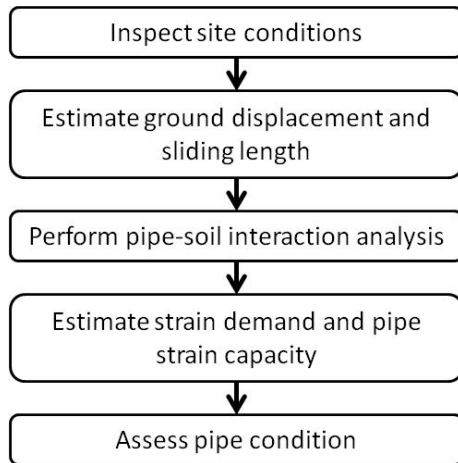 Inspect site conditions
Estimate ground displacement and
sliding length
Perform pipe-soil interaction analysis
Estimate strain demand and pipe
strain capacity
Assess pipe condition